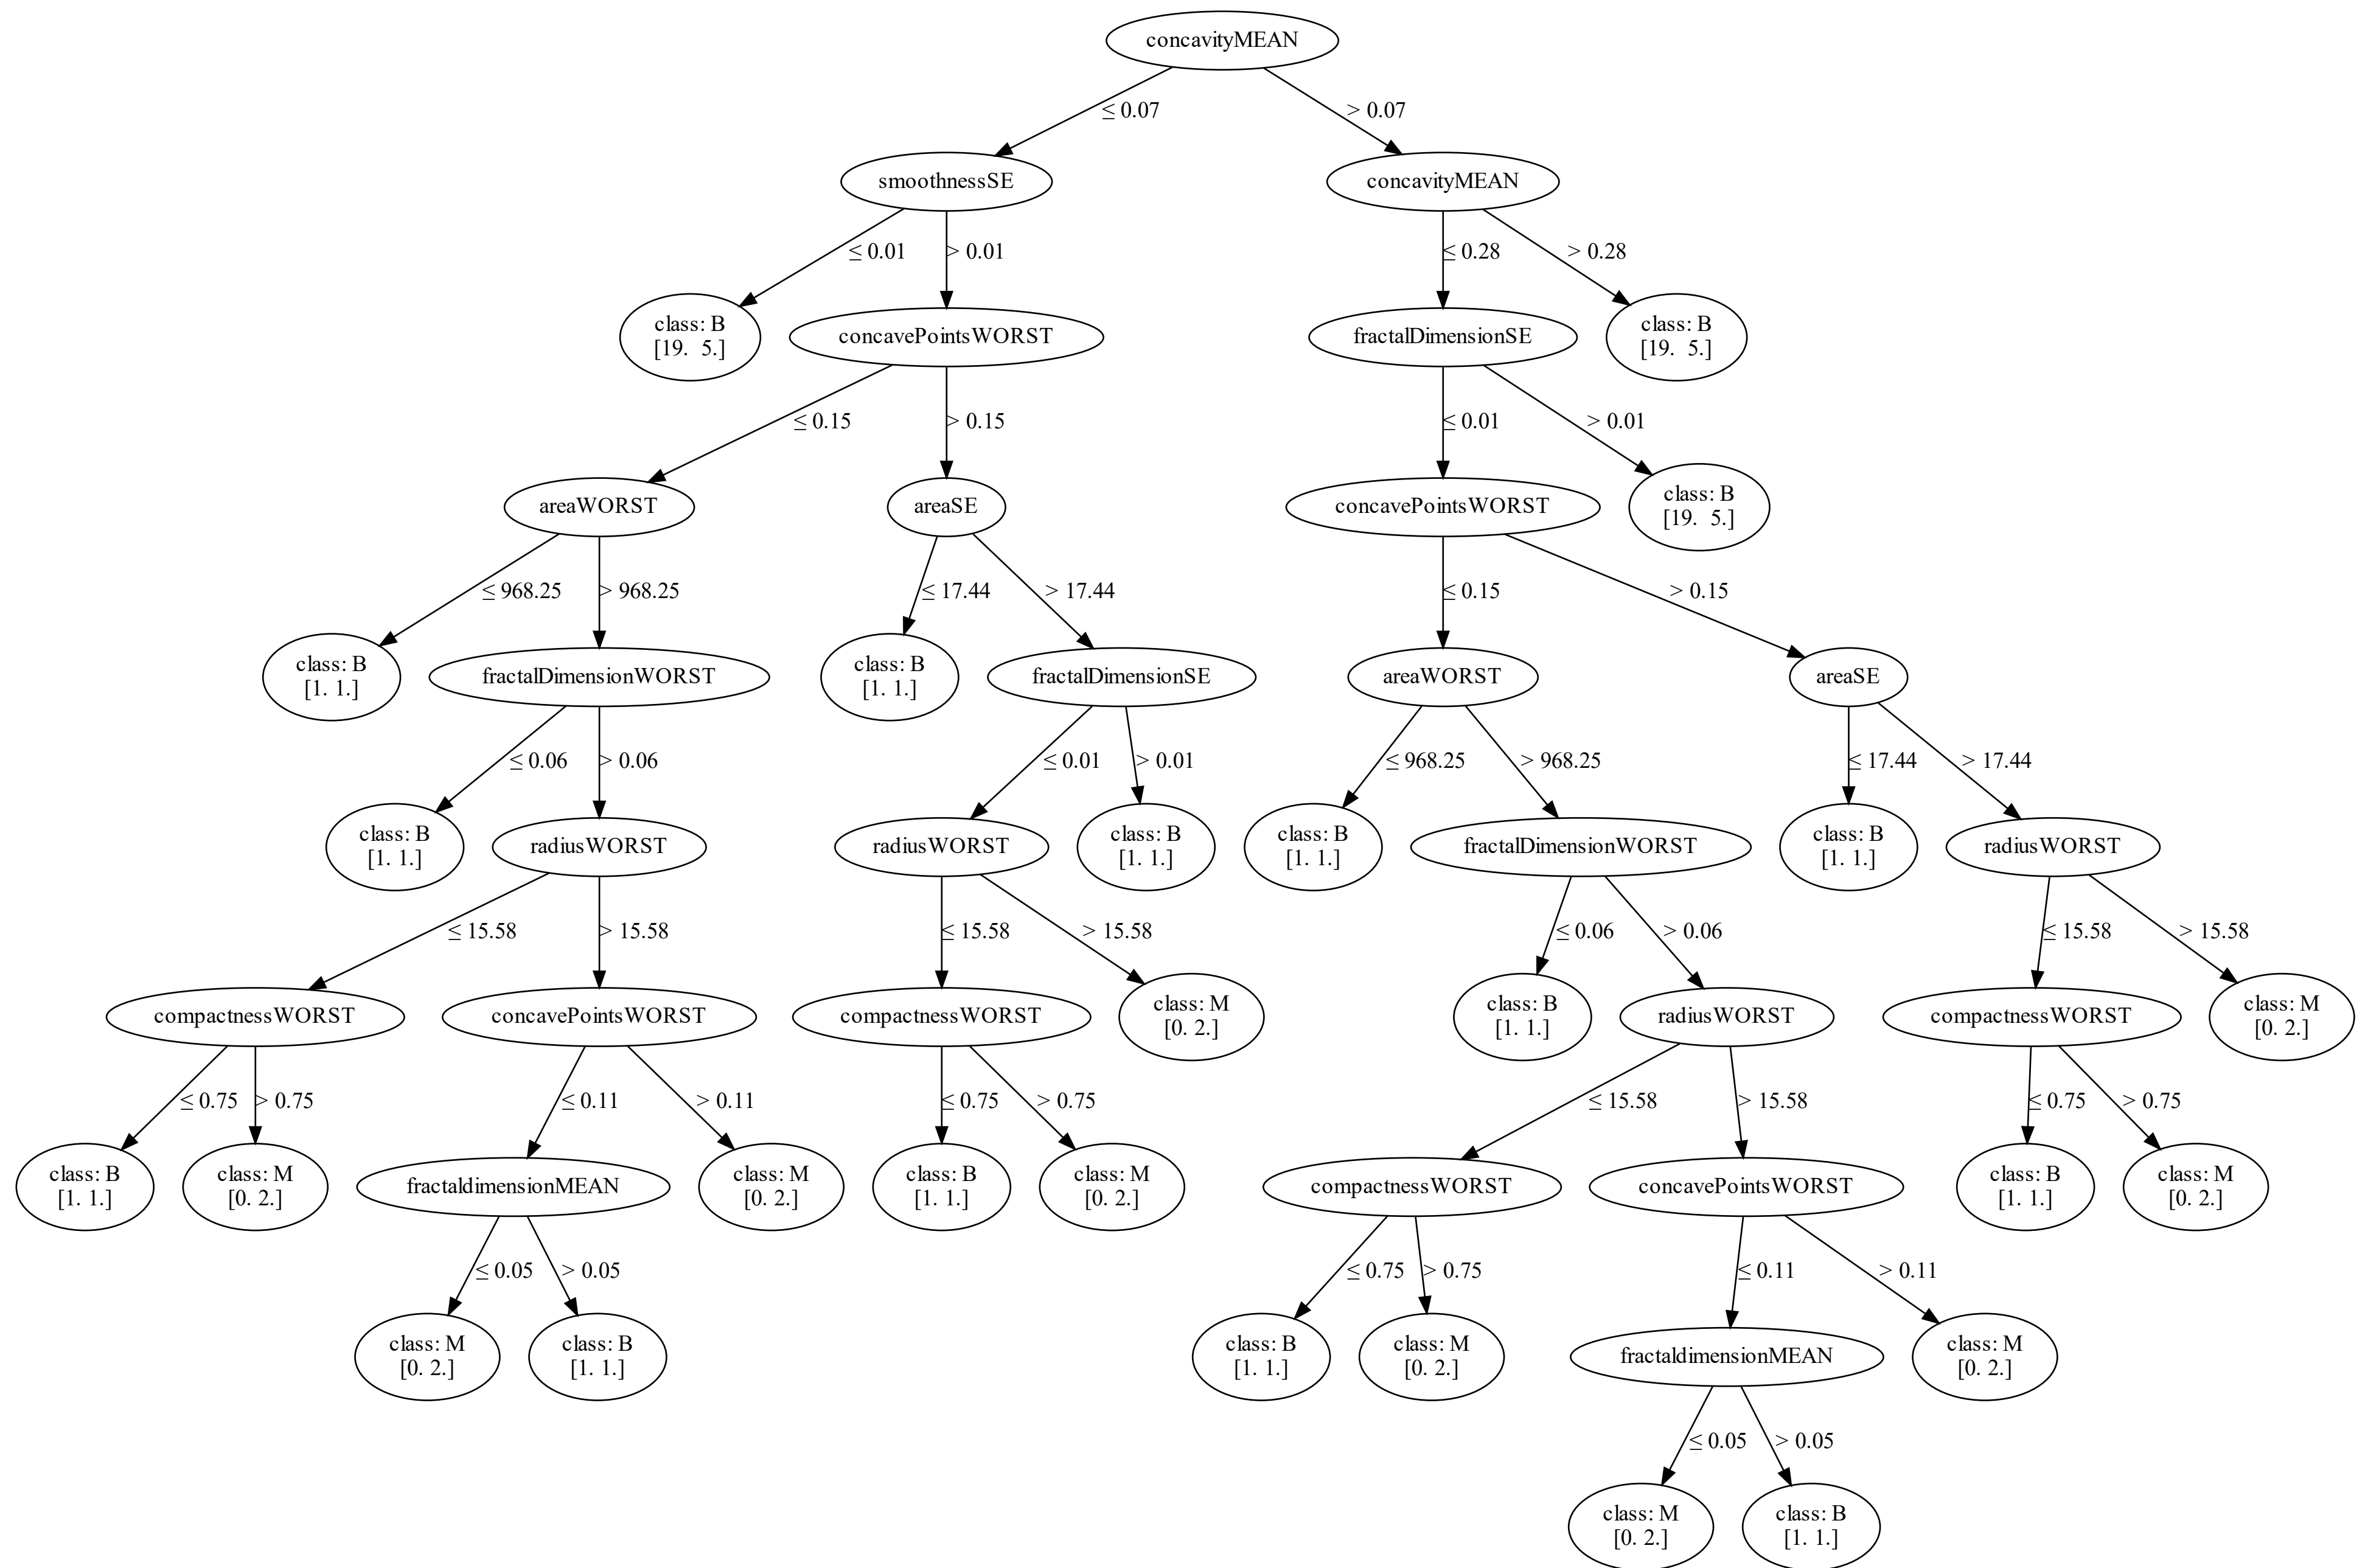 concavityMEAN
≤ 0.07
> 0.07
smoothnessSE
concavityMEAN
≤ 0.01
> 0.01
≤ 0.28
> 0.28
class: B
[19.  5.]
concavePointsWORST
fractalDimensionSE
class: B
[19.  5.]
≤ 0.15
> 0.15
≤ 0.01
> 0.01
areaWORST
areaSE
concavePointsWORST
class: B
[19.  5.]
≤ 968.25
> 968.25
≤ 17.44
> 17.44
≤ 0.15
> 0.15
class: B
[1. 1.]
fractalDimensionWORST
class: B
[1. 1.]
fractalDimensionSE
areaWORST
areaSE
≤ 0.06
> 0.06
≤ 0.01
> 0.01
≤ 968.25
> 968.25
≤ 17.44
> 17.44
class: B
[1. 1.]
radiusWORST
radiusWORST
class: B
[1. 1.]
class: B
[1. 1.]
fractalDimensionWORST
class: B
[1. 1.]
radiusWORST
≤ 15.58
> 15.58
≤ 15.58
> 15.58
≤ 0.06
> 0.06
≤ 15.58
> 15.58
compactnessWORST
concavePointsWORST
compactnessWORST
class: M
[0. 2.]
class: B
[1. 1.]
radiusWORST
compactnessWORST
class: M
[0. 2.]
≤ 0.75
> 0.75
≤ 0.11
> 0.11
≤ 0.75
> 0.75
≤ 15.58
> 15.58
≤ 0.75
> 0.75
class: B
[1. 1.]
class: M
[0. 2.]
fractaldimensionMEAN
class: M
[0. 2.]
class: B
[1. 1.]
class: M
[0. 2.]
compactnessWORST
concavePointsWORST
class: B
[1. 1.]
class: M
[0. 2.]
≤ 0.05
> 0.05
≤ 0.75
> 0.75
≤ 0.11
> 0.11
class: M
[0. 2.]
class: B
[1. 1.]
class: B
[1. 1.]
class: M
[0. 2.]
fractaldimensionMEAN
class: M
[0. 2.]
≤ 0.05
> 0.05
class: M
[0. 2.]
class: B
[1. 1.]